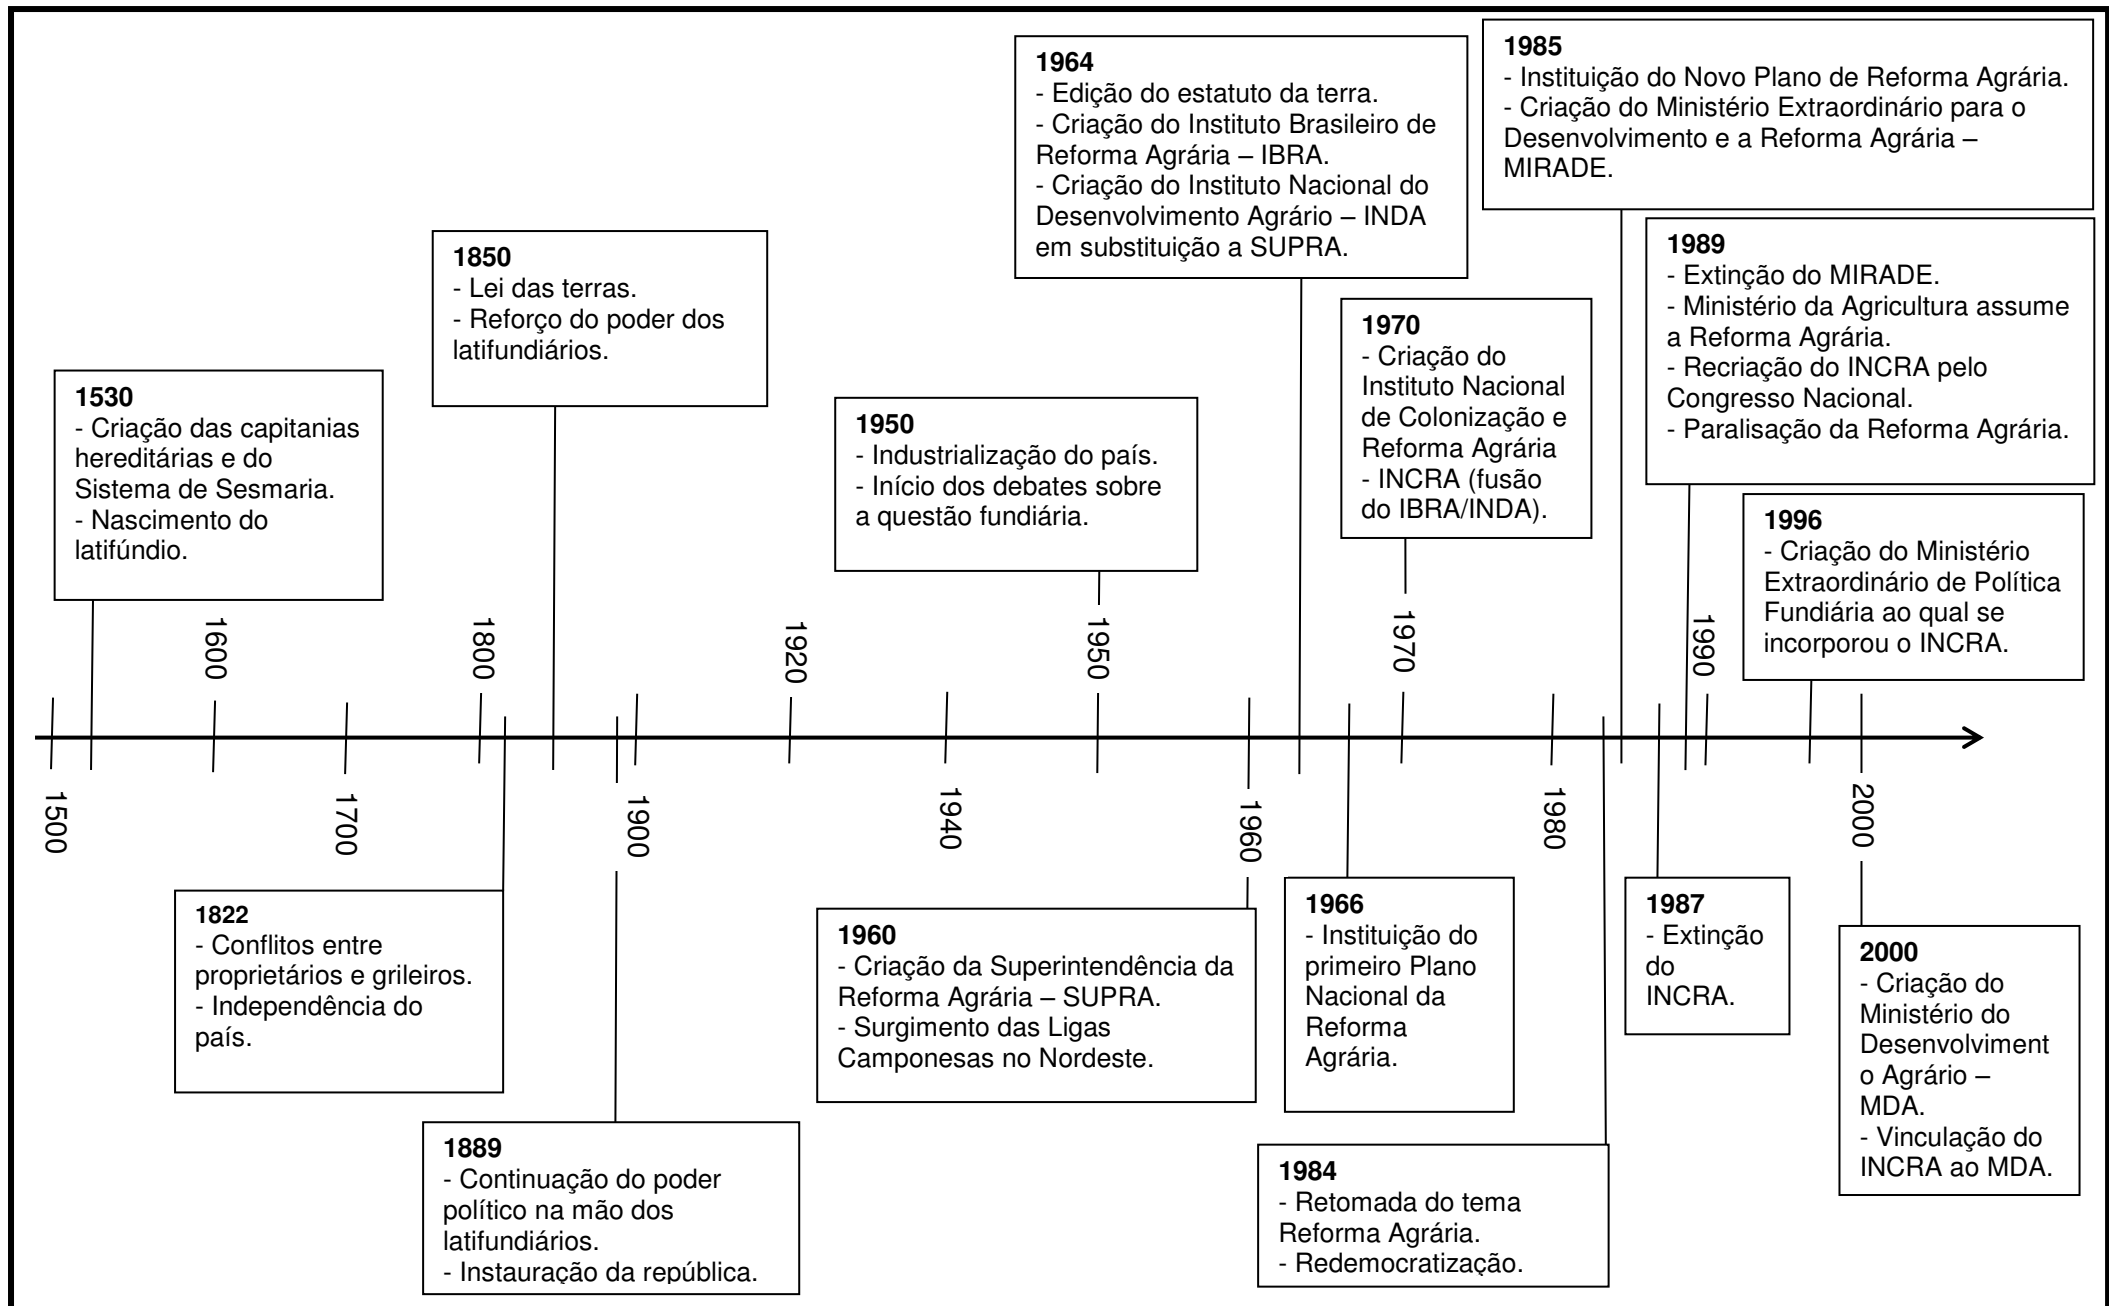 1964
- Edição do estatuto da terra.
- Criação do Instituto Brasileiro de
Reforma Agrária – IBRA.
- Criação do Instituto Nacional do
Desenvolvimento Agrário – INDA
em substituição a SUPRA.
1985
- Instituição do Novo Plano de Reforma Agrária.
- Criação do Ministério Extraordinário para o
Desenvolvimento e a Reforma Agrária –
MIRADE.
1850
- Lei das terras.
- Reforço do poder dos
latifundiários.
1989
- Extinção do MIRADE.
- Ministério da Agricultura assume
a Reforma Agrária.
- Recriação do INCRA pelo
Congresso Nacional.
- Paralisação da Reforma Agrária.
1530
- Criação das capitanias
hereditárias e do
Sistema de Sesmaria.
- Nascimento do
latifúndio.
1950
- Industrialização do país.
- Início dos debates sobre
a questão fundiária.
1970
- Criação do
Instituto Nacional
de Colonização e
Reforma Agrária
- INCRA (fusão
do IBRA/INDA).
1996
- Criação do Ministério
Extraordinário de Política
Fundiária ao qual se
incorporou o INCRA.
1500
1600
1700
1800
1900
1920
1940
1950
1960
1970
1980
1990
2000
1822
- Conflitos entre
proprietários e grileiros.
- Independência do
país.
1889
- Continuação do poder
político na mão dos
latifundiários.
- Instauração da república.
1960
- Criação da Superintendência da
Reforma Agrária – SUPRA.
- Surgimento das Ligas
Camponesas no Nordeste.
1966
- Instituição do
primeiro Plano
Nacional da
Reforma
Agrária.
1984
- Retomada do tema
Reforma Agrária.
- Redemocratização.
1987
- Extinção
do
INCRA.
2000
- Criação do
Ministério do
Desenvolviment
o Agrário –
MDA.
- Vinculação do
INCRA ao MDA.